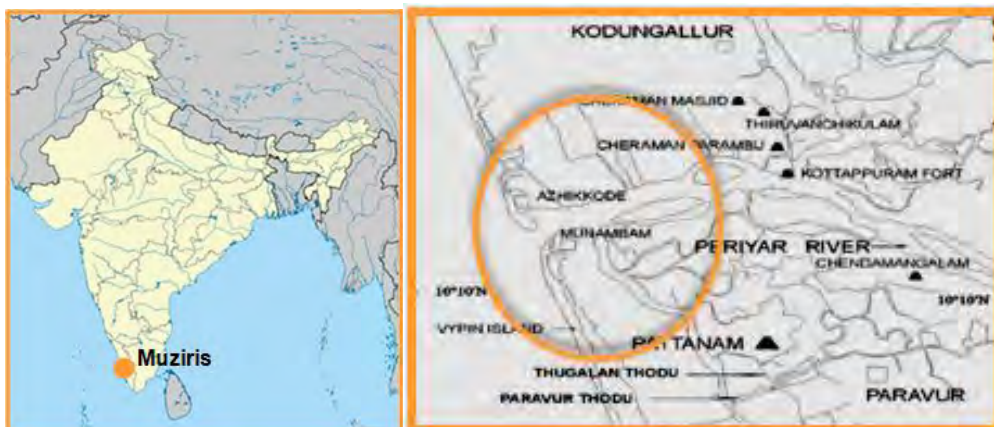 Muziris
KODUNGALLUR
CHERAMAN MASJID
THIRUVANCHIKULAM
CHERAMAN PARAMBU
KOTTAPPURAM FORT
AZHIKKODE
MUNAMBAM
PERIYAR RIVER
CHENDAMANGALAM
10°10'N
10°10'N
VYPIN ISLAND
PATTANAM
THUGALAN THODU
PARAVUR THODU
PARAVUR